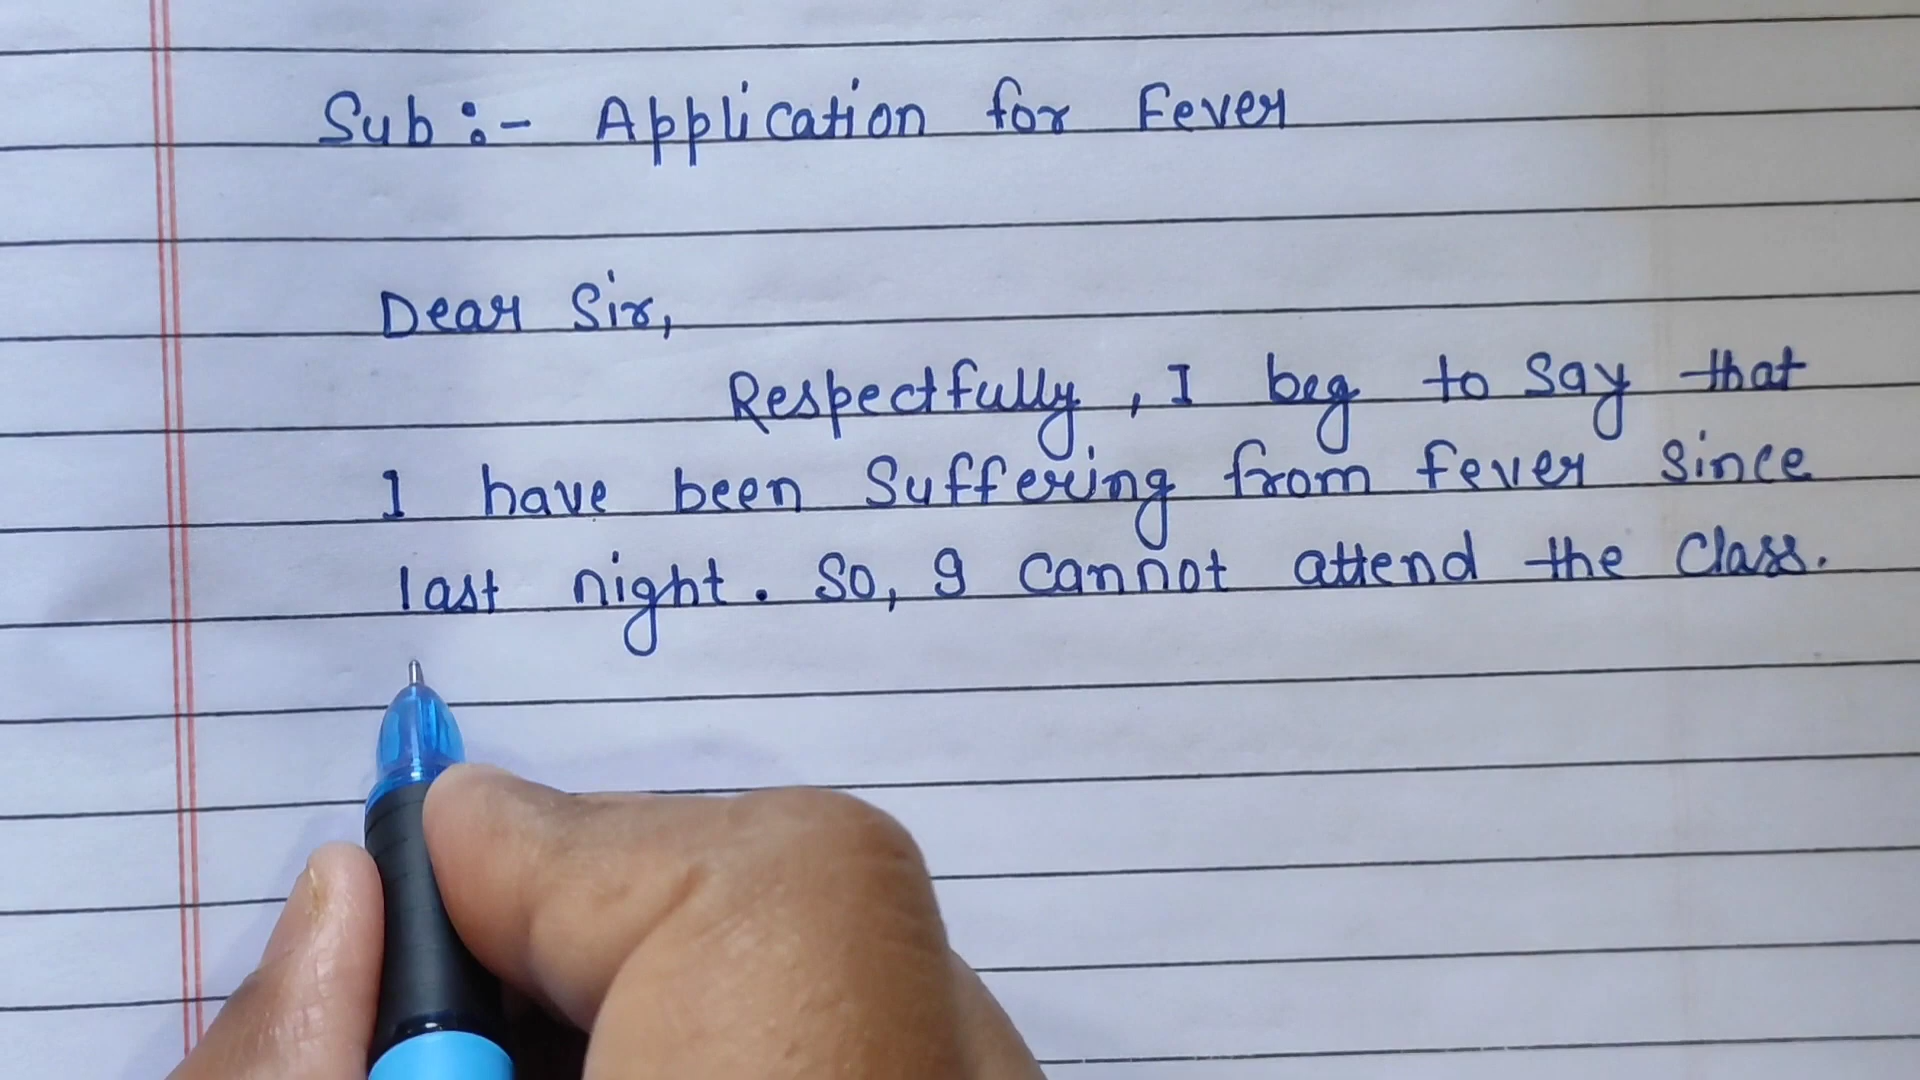 Sub :- Application for Fever
Dear Sir,
Respectfully, I beg to say that
I have been Suffering from fever since
last night. So, I cannot attend the Class.